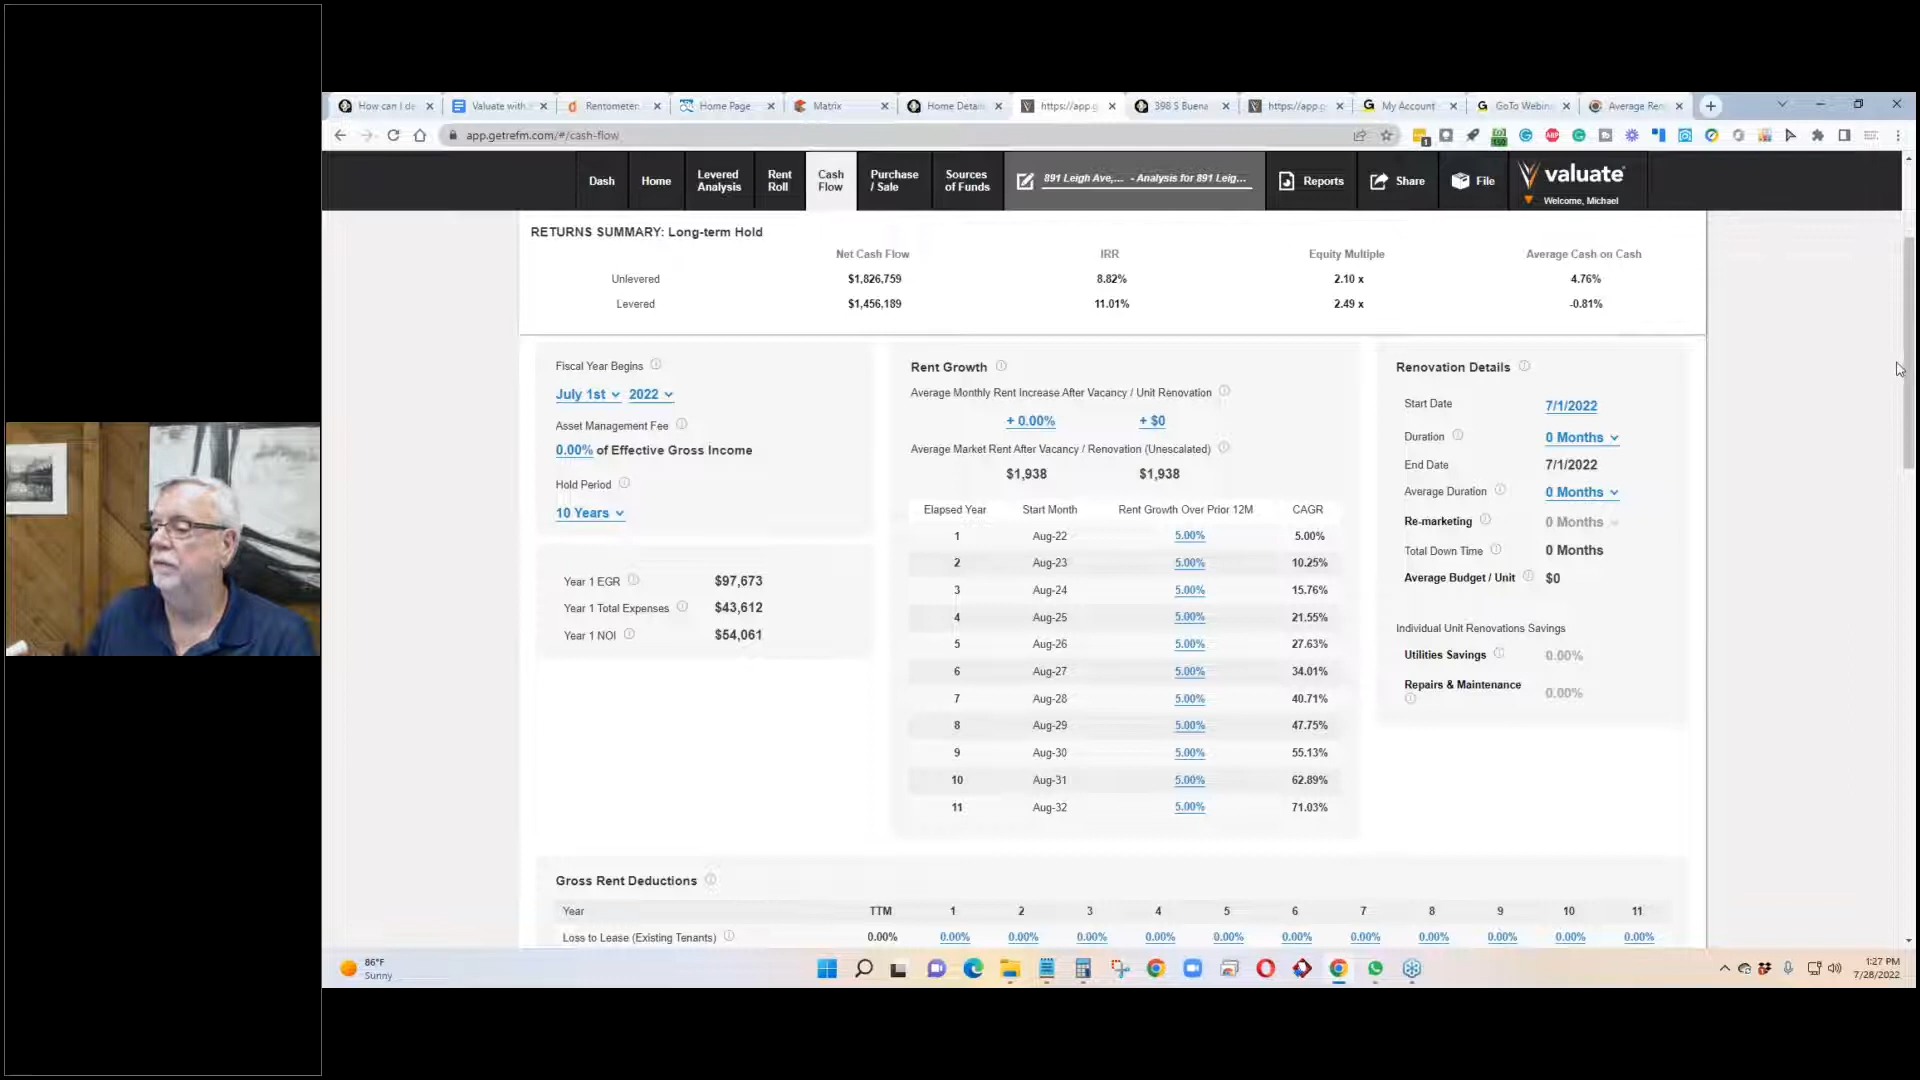 How can I de
Valuate with
Rentometer
Home Page
Matrix
Home Detail
https://app.g
398 S Buena
https://app.g
My Account
GoTo Webin
Average Ren
app.getrefm.com/#/cash-flow
Dash
Home
Levered Analysis
Rent Roll
Cash Flow
Purchase / Sale
Sources of Funds
891 Leigh Ave,... - Analysis for 891 Leig...
Reports
Share
File
valuate
Welcome, Michael
RETURNS SUMMARY: Long-term Hold
Net Cash Flow IRR Equity Multiple Average Cash on Cash
Unlevered $1,826,759 8.82% 2.10 x 4.76%
Levered $1,456,189 11.01% 2.49 x -0.81%
Fiscal Year Begins
July 1st 2022
Asset Management Fee
0.00% of Effective Gross Income
Hold Period
10 Years
Year 1 EGR $97,673
Year 1 Total Expenses $43,612
Year 1 NOI $54,061
Rent Growth
Average Monthly Rent Increase After Vacancy / Unit Renovation
+ 0.00% + $0
Average Market Rent After Vacancy / Renovation (Unescalated)
$1,938 $1,938
Elapsed Year Start Month Rent Growth Over Prior 12M CAGR
1 Aug-22 5.00% 5.00%
2 Aug-23 5.00% 10.25%
3 Aug-24 5.00% 15.76%
4 Aug-25 5.00% 21.55%
5 Aug-26 5.00% 27.63%
6 Aug-27 5.00% 34.01%
7 Aug-28 5.00% 40.71%
8 Aug-29 5.00% 47.75%
9 Aug-30 5.00% 55.13%
10 Aug-31 5.00% 62.89%
11 Aug-32 5.00% 71.03%
Renovation Details
Start Date 7/1/2022
Duration 0 Months
End Date 7/1/2022
Average Duration 0 Months
Re-marketing 0 Months
Total Down Time 0 Months
Average Budget / Unit $0
Individual Unit Renovations Savings
Utilities Savings 0.00%
Repairs & Maintenance 0.00%
Gross Rent Deductions
Year TTM 1 2 3 4 5 6 7 8 9 10 11
Loss to Lease (Existing Tenants) 0.00% 0.00% 0.00% 0.00% 0.00% 0.00% 0.00% 0.00% 0.00% 0.00% 0.00% 0.00%
86°F
Sunny
1:27 PM
7/28/2022